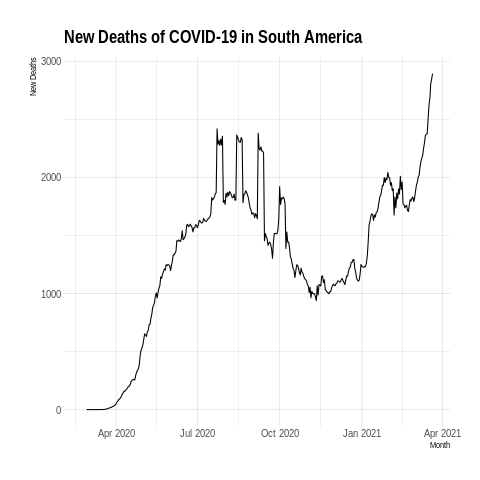 New Deaths of COVID-19 in South America
New Deaths
3000
2000
1000
0
Apr 2020
Jul 2020
Oct 2020
Jan 2021
Apr 2021
Month